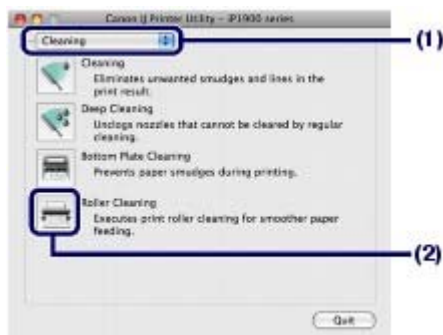 Canon IJ Printer Utility – iP1900 series
Cleaning
(1)
Cleaning
Eliminates unwanted smudges and lines in the
print result.
Deep Cleaning
Unclogs nozzles that cannot be cleared by regular
cleaning.
Bottom Plate Cleaning
Prevents paper smudges during printing.
Roller Cleaning
Executes print roller cleaning for smoother paper
feeding.
(2)
Quit